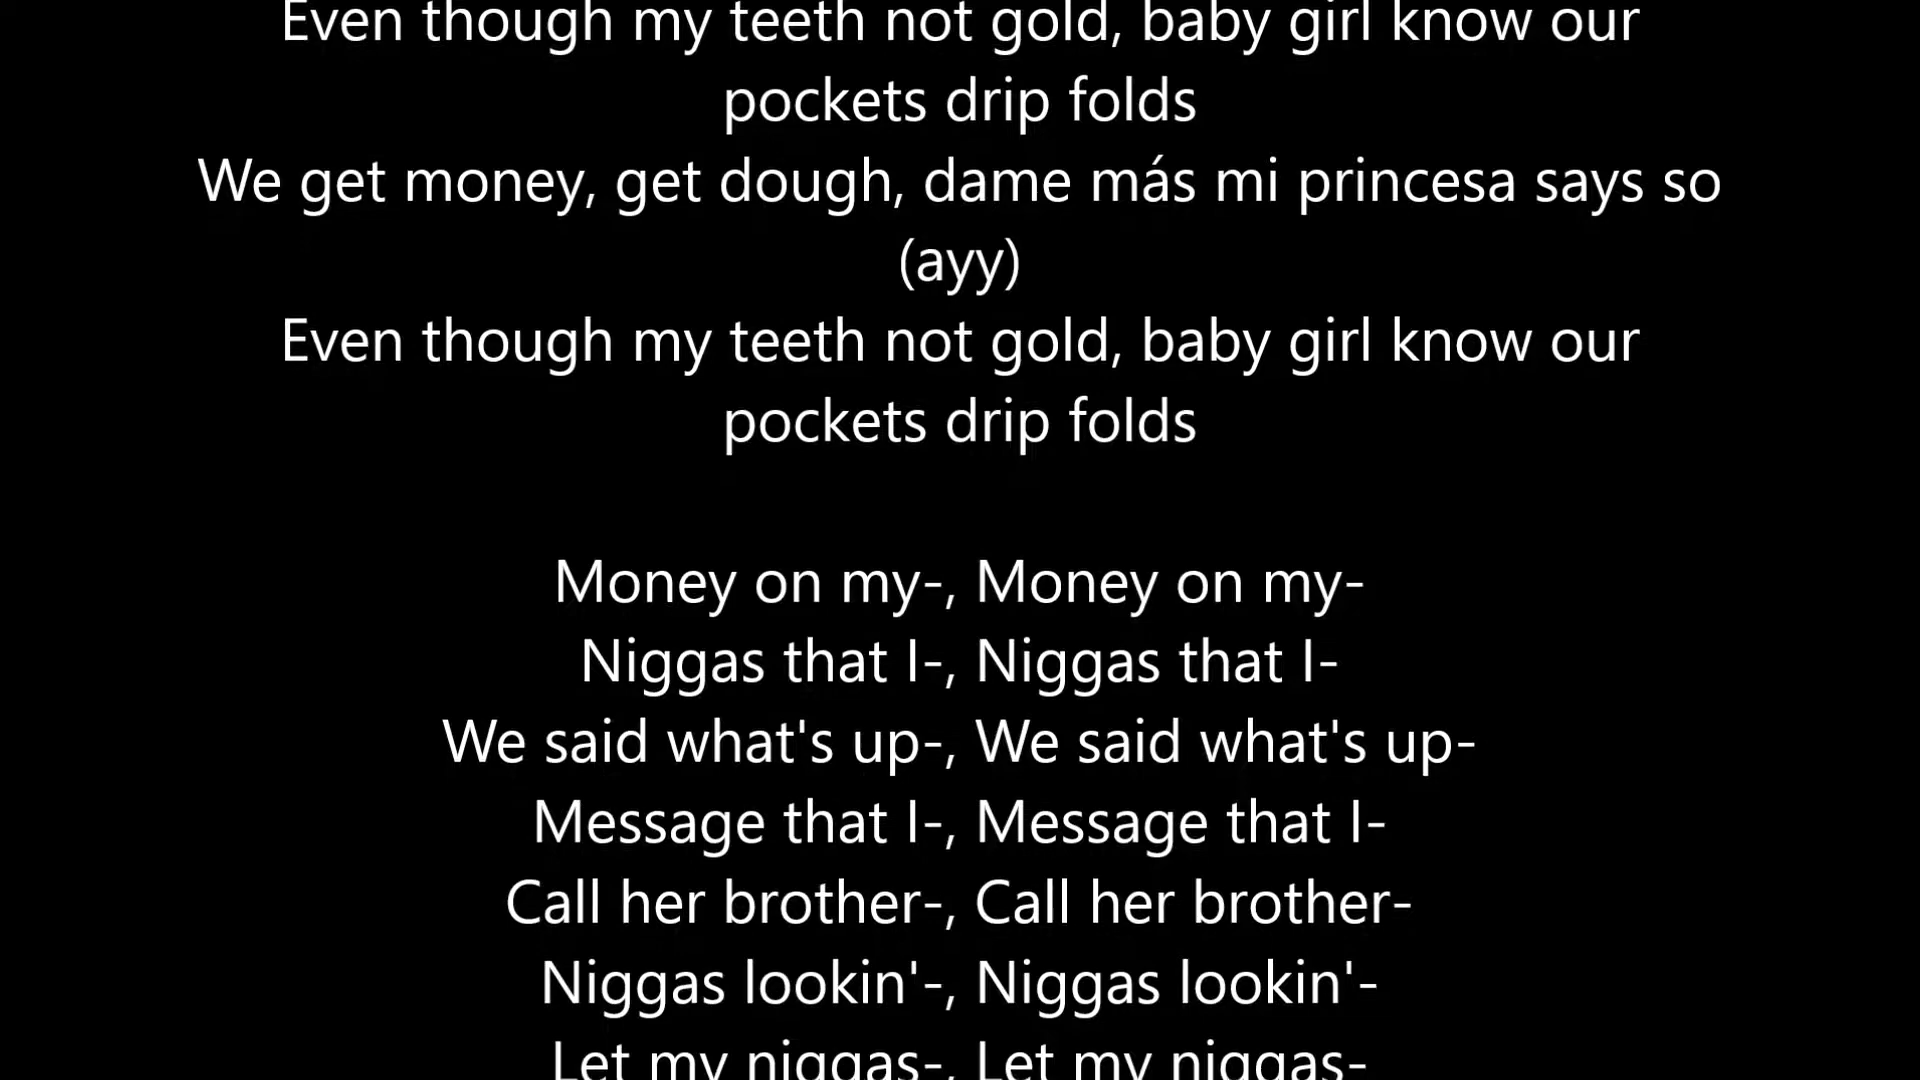 Even though my teeth not gold, baby girl know our
pockets drip folds
We get money, get dough, dame más mi princesa says so
(ayy)
Even though my teeth not gold, baby girl know our
pockets drip folds
Money on my-, Money on my-
Niggas that I-, Niggas that I-
We said what's up-, We said what's up-
Message that I-, Message that I-
Call her brother-, Call her brother-
Niggas lookin'-, Niggas lookin'-
Let my niggas-, Let my niggas-